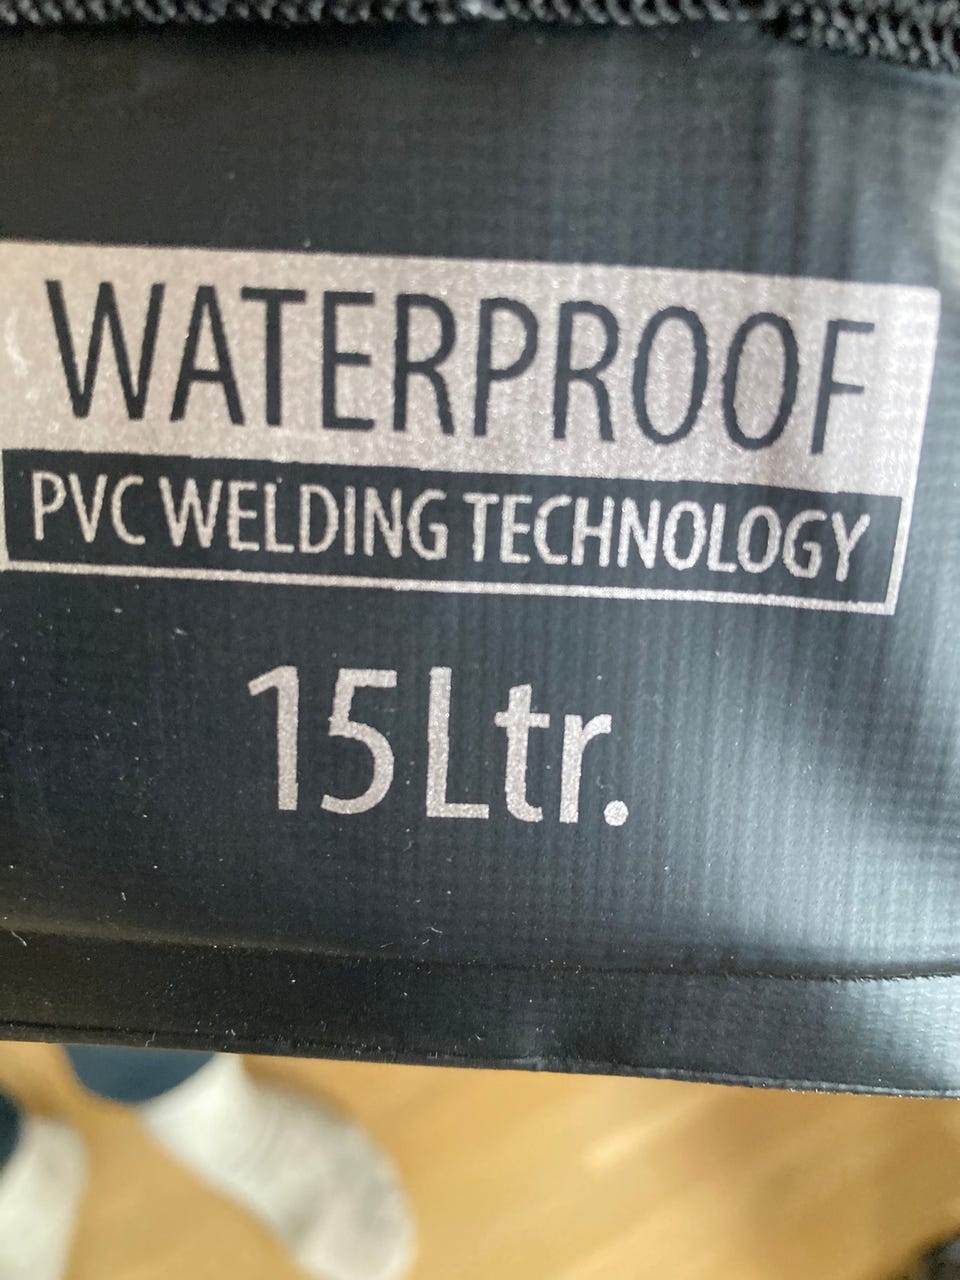 WATERPROOF
PVC WELDING TECHNOLOGY
15Ltr.